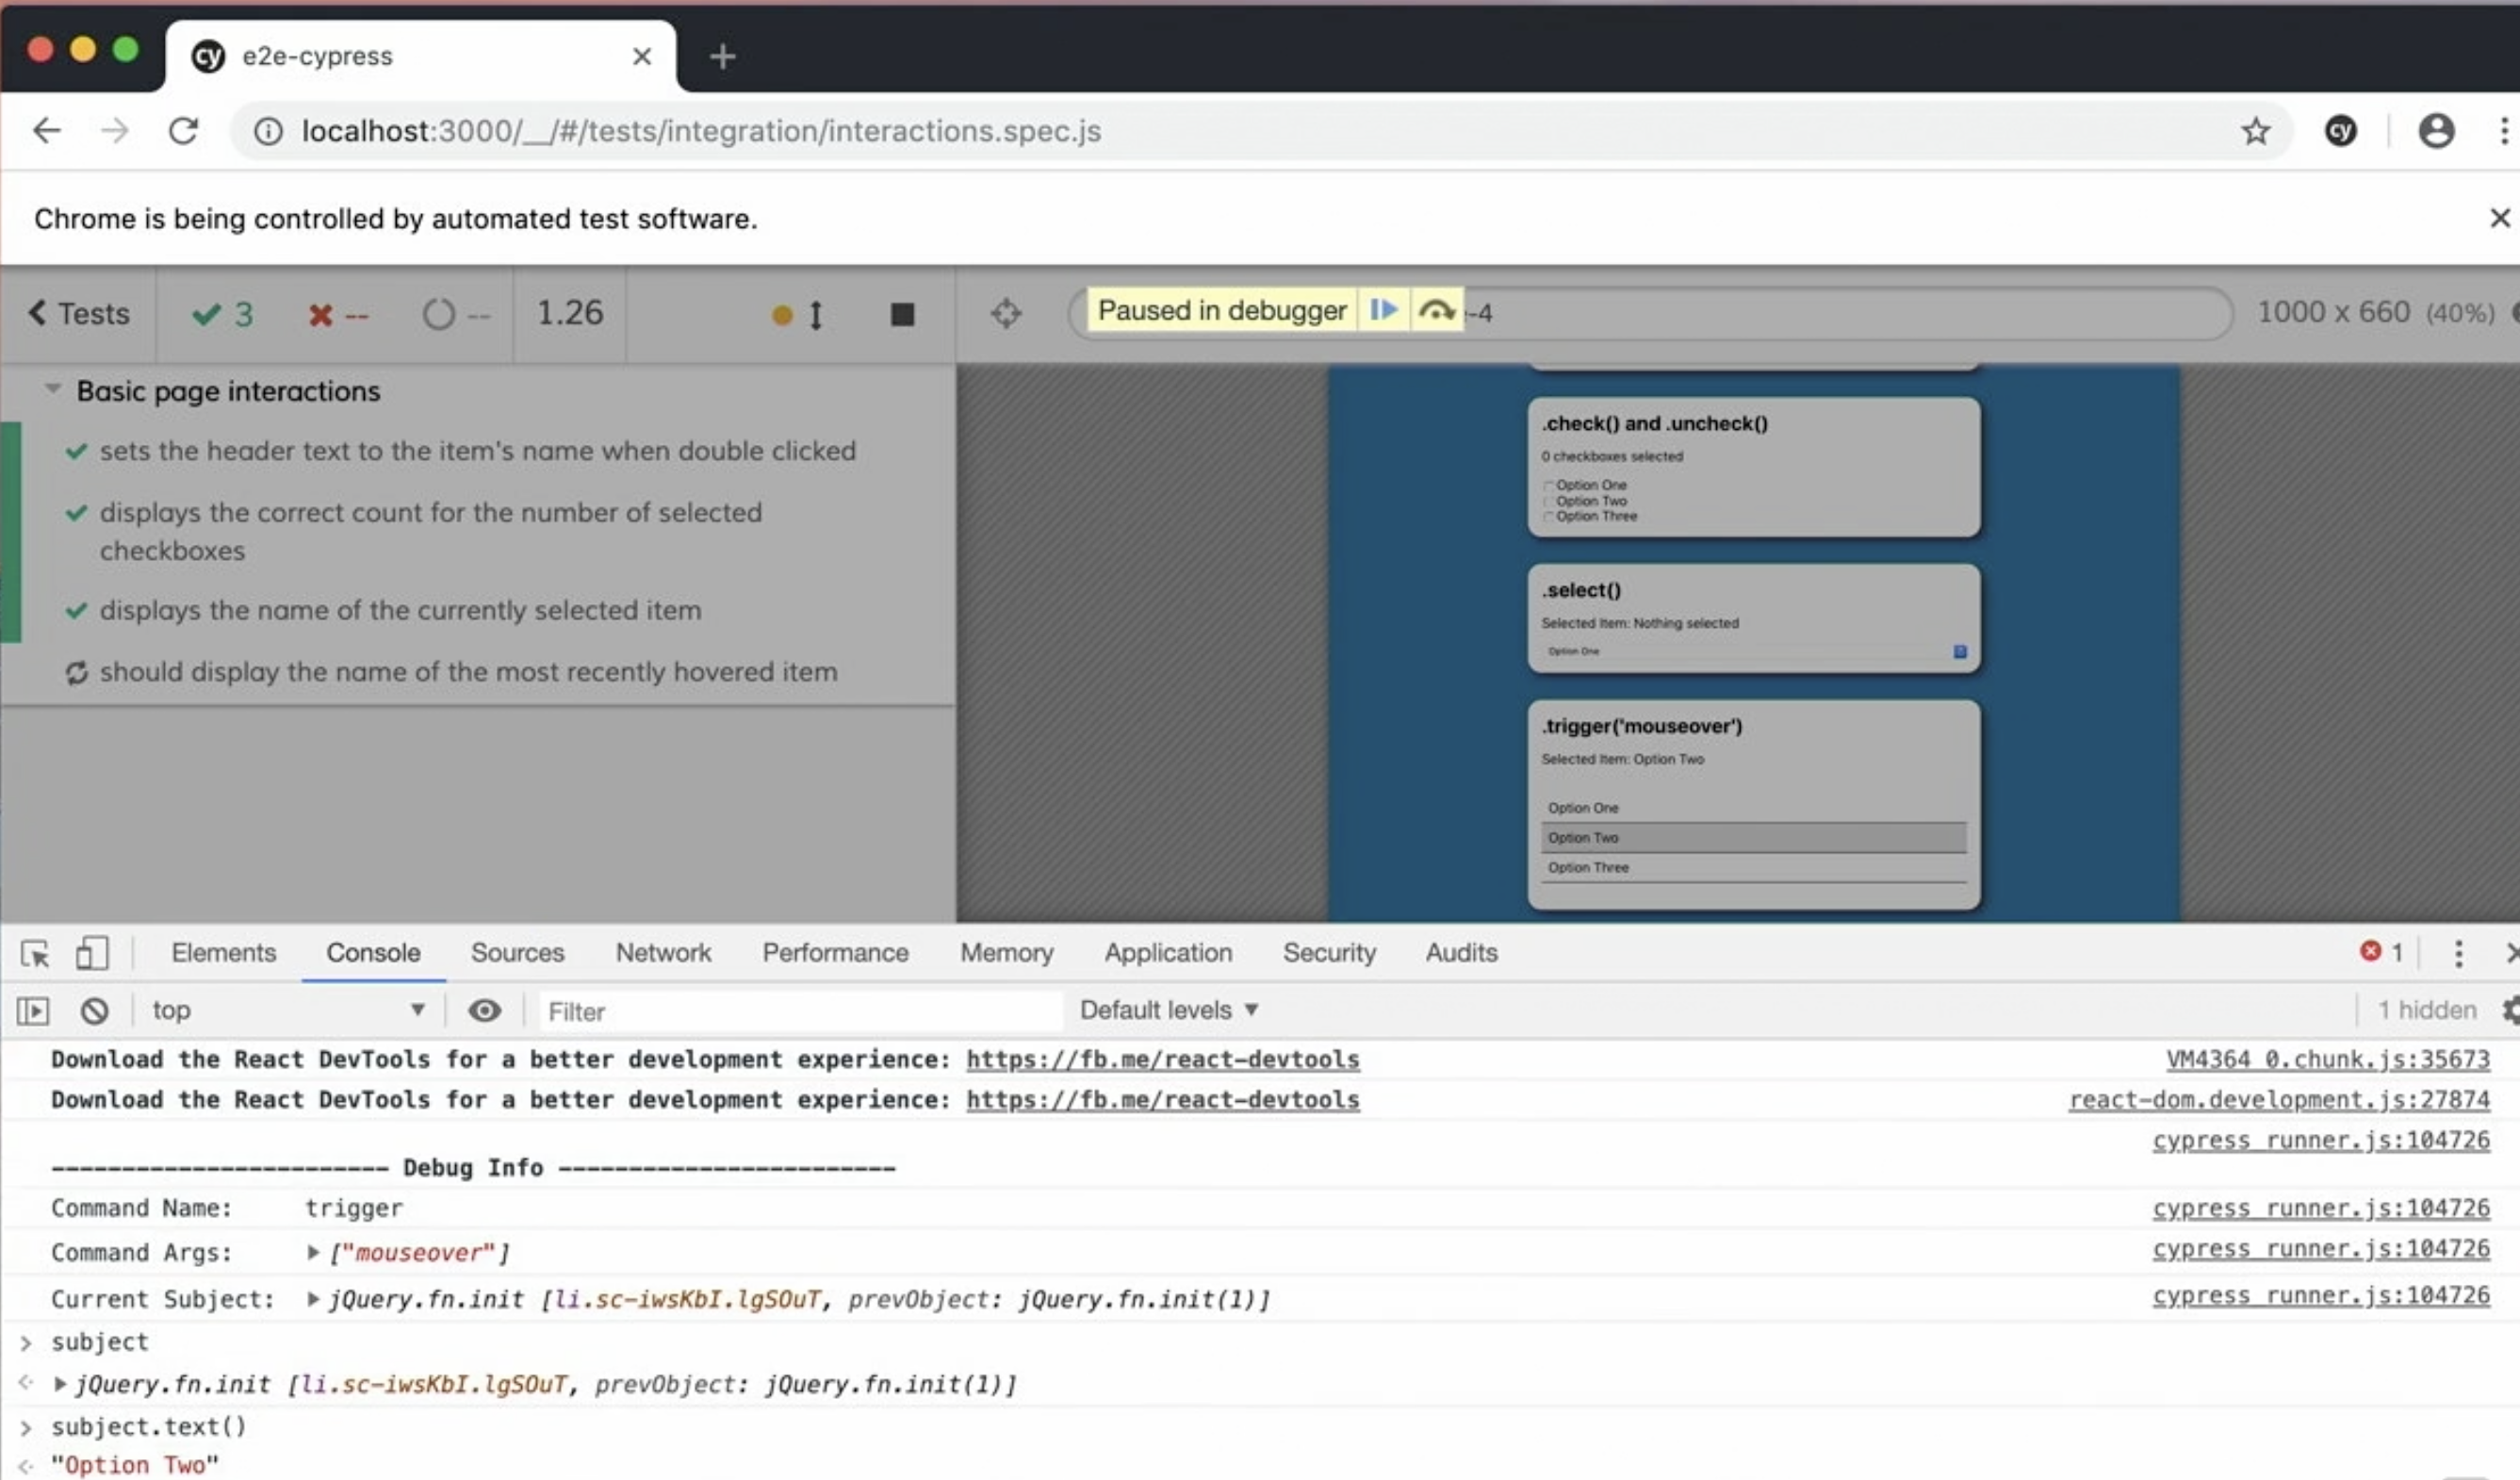 e2e-cypress
localhost:3000/__/#/tests/integration/interactions.spec.js
Chrome is being controlled by automated test software.
Tests
3
--
--
1.26
Paused in debugger
-4
1000 x 660 (40%)
Basic page interactions
sets the header text to the item's name when double clicked
displays the correct count for the number of selected
checkboxes
displays the name of the currently selected item
should display the name of the most recently hovered item
.check() and .uncheck()
0 checkboxes selected
Option One
Option Two
Option Three
.select()
Selected Item: Nothing selected
Option One
.trigger('mouseover')
Selected Item: Option Two
Option One
Option Two
Option Three
Elements Console Sources Network Performance Memory Application Security Audits 1
top Filter Default levels 1 hidden
Download the React DevTools for a better development experience: https://fb.me/react-devtools VM4364 0.chunk.js:35673
Download the React DevTools for a better development experience: https://fb.me/react-devtools react-dom.development.js:27874
cypress_runner.js:104726
------------------------ Debug Info ------------------------
Command Name: trigger cypress_runner.js:104726
Command Args: ["mouseover"] cypress_runner.js:104726
Current Subject: jQuery.fn.init [li.sc-iwsKbI.lgSOuT, prevObject: jQuery.fn.init(1)] cypress_runner.js:104726
> subject
jQuery.fn.init [li.sc-iwsKbI.lgSOuT, prevObject: jQuery.fn.init(1)]
> subject.text()
"Option Two"